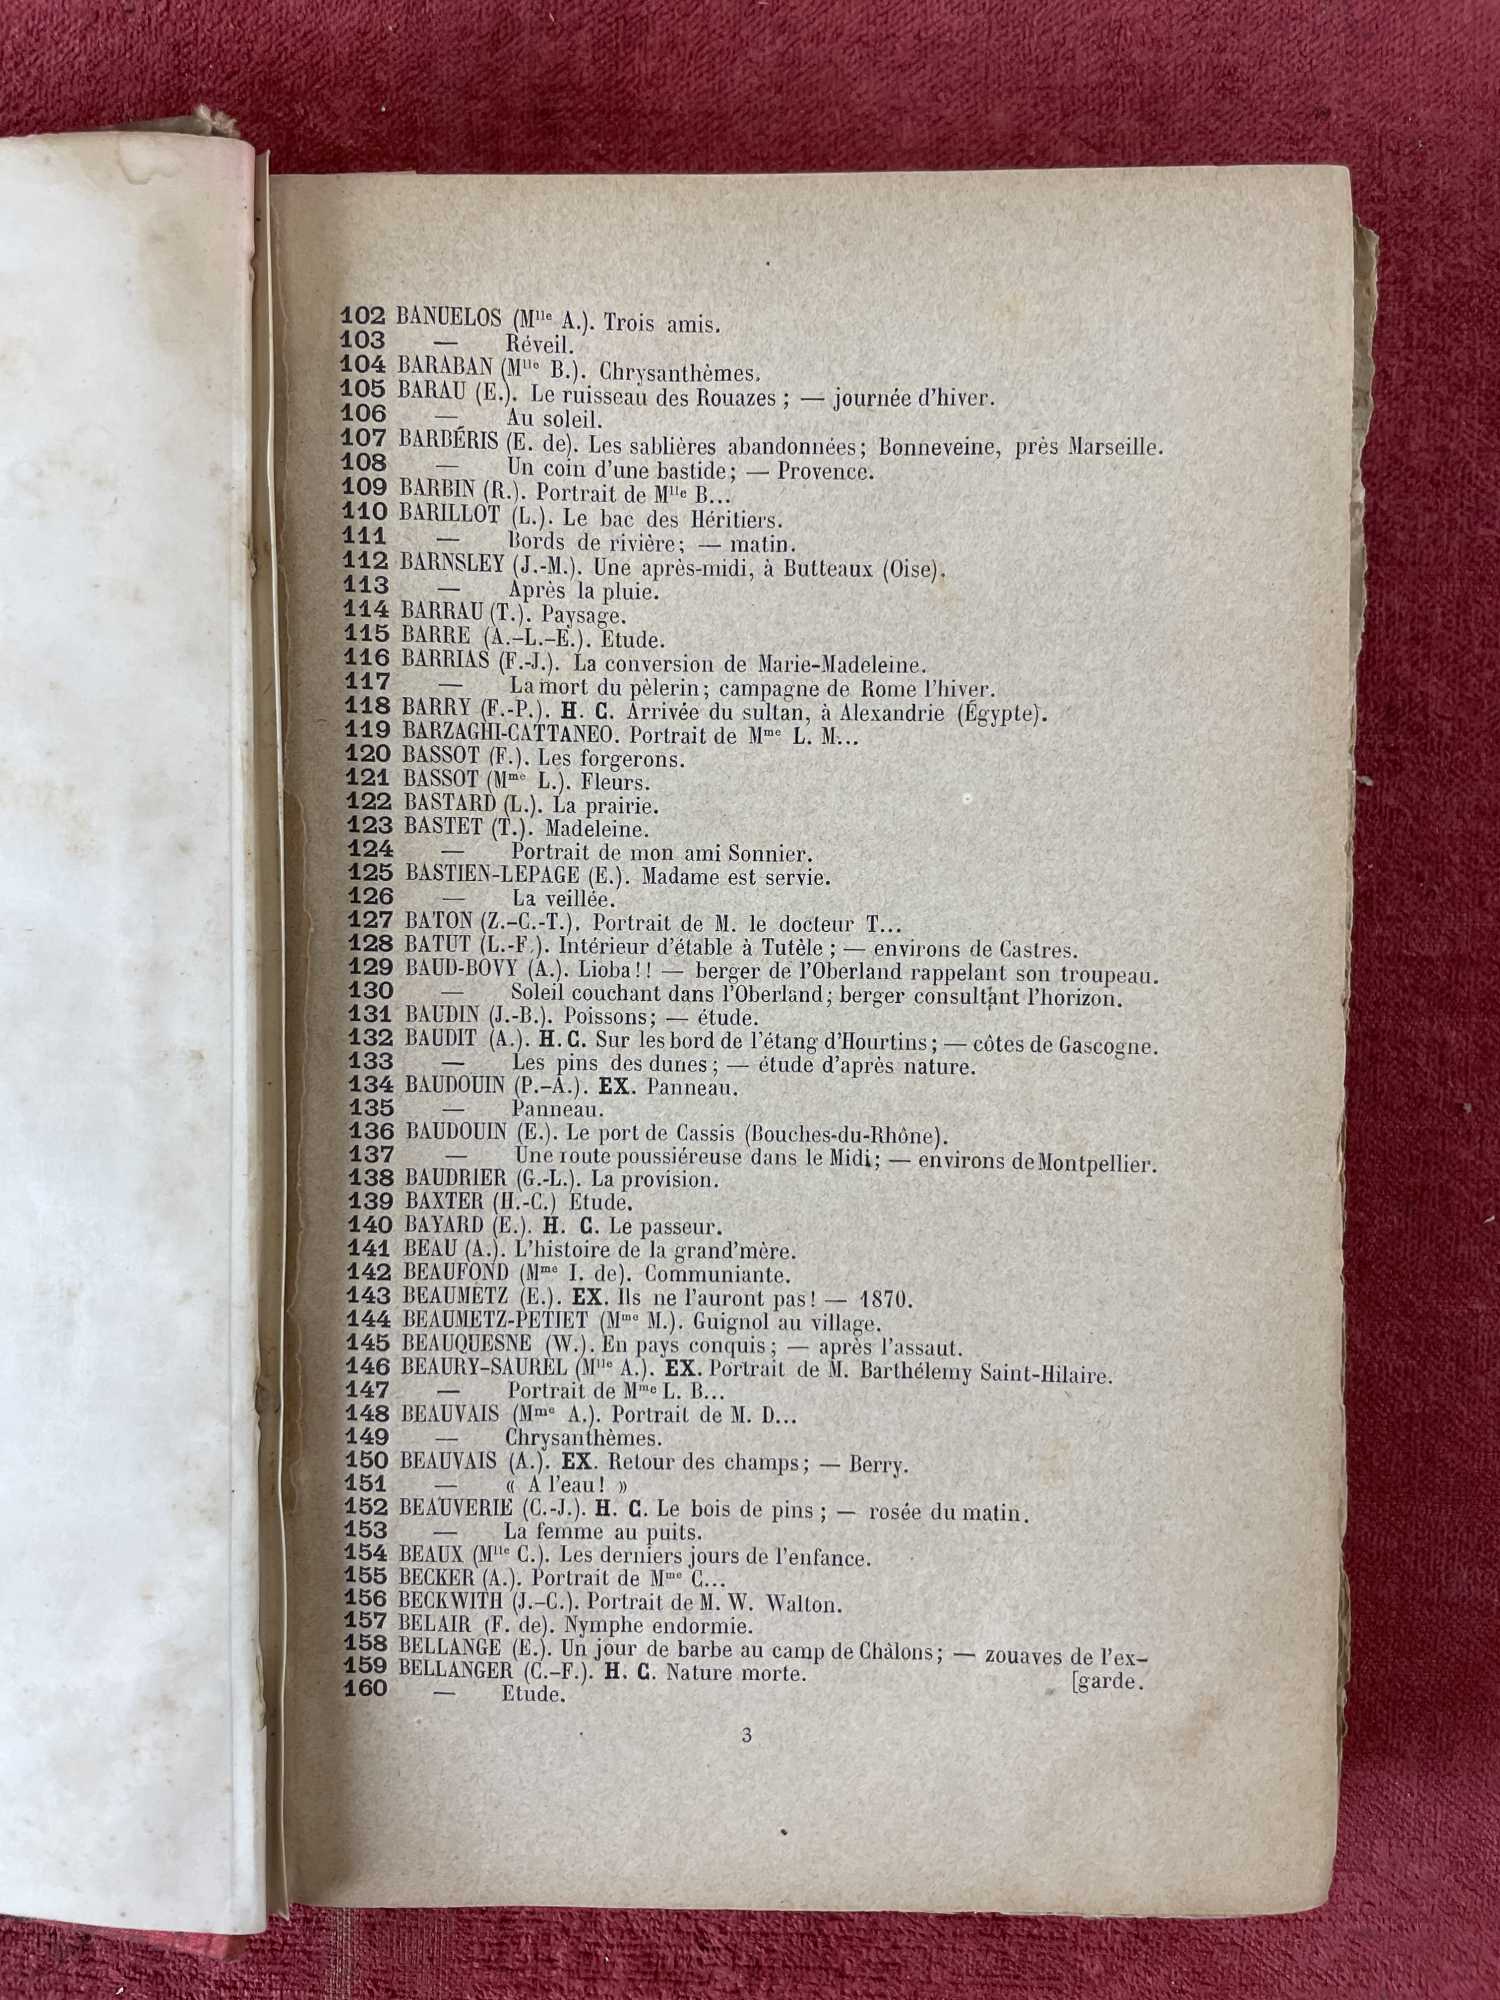 102 BANUELOS (Mlle A.). Trois amis.
103 — Réveil.
104 BARABAN (Mlle B.). Chrysanthèmes.
105 BARAU (E.). Le ruisseau des Rouazes ; — journée d'hiver.
106 — Au soleil.
107 BARBÉRIS (E. de). Les sablières abandonnées ; Bonneveine, près Marseille.
108 — Un coin d'une bastide ; — Provence.
109 BARBIN (R.). Portrait de Mlle B...
110 BARILLOT (L.). Le bac des Héritiers.
111 — Bords de rivière ; — matin.
112 BARNSLEY (J.-M.). Une après-midi, à Butteaux (Oise).
113 — Après la pluie.
114 BARRAU (T.). Paysage.
115 BARRE (A.-L.-E.). Etude.
116 BARRIAS (F.-J.). La conversion de Marie-Madeleine.
117 — La mort du pèlerin ; campagne de Rome l'hiver.
118 BARRY (F.-P.). H. C. Arrivée du sultan, à Alexandrie (Égypte).
119 BARZAGHI-CATTANEO. Portrait de Mme L. M...
120 BASSOT (F.). Les forgerons.
121 BASSOT (Mme L.). Fleurs.
122 BASTARD (L.). La prairie.
123 BASTET (T.). Madeleine.
124 — Portrait de mon ami Sonnier.
125 BASTIEN-LEPAGE (E.). Madame est servie.
126 — La veillée.
127 BATON (Z.-C.-T.). Portrait de M. le docteur T...
128 BATUT (L.-F.). Intérieur d'étable à Tutèle ; — environs de Castres.
129 BAUD-BOVY (A.). Lioba !! — berger de l'Oberland rappelant son troupeau.
130 — Soleil couchant dans l'Oberland ; berger consultant l'horizon.
131 BAUDIN (J.-B.). Poissons ; — étude.
132 BAUDIT (A.). H. C. Sur les bord de l'étang d'Hourtins ; — côtes de Gascogne.
133 — Les pins des dunes ; — étude d'après nature.
134 BAUDOUIN (P.-A.). EX. Panneau.
135 — Panneau.
136 BAUDOUIN (E.). Le port de Cassis (Bouches-du-Rhône).
137 — Une route poussiéreuse dans le Midi ; — environs de Montpellier.
138 BAUDRIER (G.-L.). La provision.
139 BAXTER (H.-C.) Etude.
140 BAYARD (E.). H. C. Le passeur.
141 BEAU (A.). L'histoire de la grand'mère.
142 BEAUFOND (Mme I. de). Communiante.
143 BEAUMETZ (E.). EX. Ils ne l'auront pas ! — 1870.
144 BEAUMETZ-PETIET (Mme M.). Guignol au village.
145 BEAUQUESNE (W.). En pays conquis ; — après l'assaut.
146 BEAURY-SAUREL (Mlle A.). EX. Portrait de M. Barthélemy Saint-Hilaire.
147 — Portrait de Mme L. B...
148 BEAUVAIS (Mme A.). Portrait de M. D...
149 — Chrysanthèmes.
150 BEAUVAIS (A.). EX. Retour des champs ; — Berry.
151 — « A l'eau ! »
152 BEAUVERIE (C.-J.). H. C. Le bois de pins ; — rosée du matin.
153 — La femme au puits.
154 BEAUX (Mlle C.). Les derniers jours de l'enfance.
155 BECKER (A.). Portrait de Mme C...
156 BECKWITH (J.-C.). Portrait de M. W. Walton.
157 BELAIR (F. de). Nymphe endormie.
158 BELLANGE (E.). Un jour de barbe au camp de Châlons ; — zouaves de l'ex-
159 BELLANGER (C.-F.). H. C. Nature morte. [garde.
160 — Etude.
3